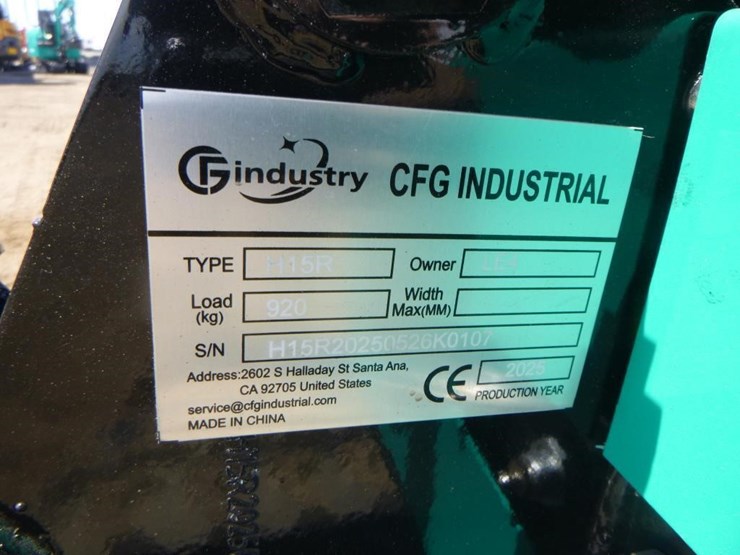 CFindustry CFG INDUSTRIAL
TYPE H15R Owner
Load (kg) 920 Width Max(MM)
S/N H15R20250526K0107
Address:2602 S Halladay St Santa Ana,
CA 92705 United States
service@cfgindustrial.com
MADE IN CHINA
CE 2025
PRODUCTION YEAR